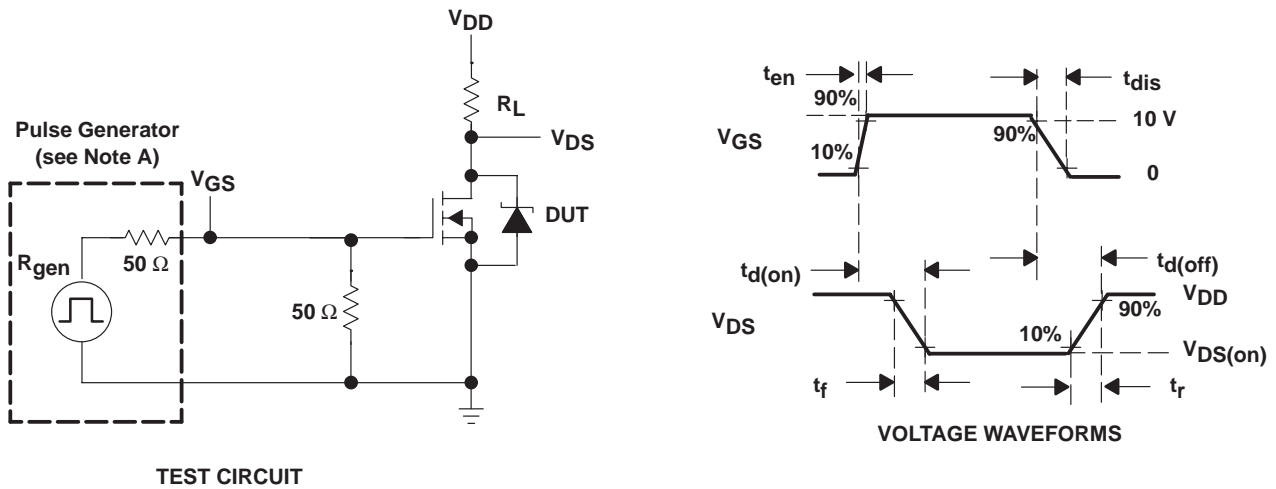 VDD
RL
Pulse Generator
(see Note A)
VDS
VGS
DUT
Rgen
50 Ω
50 Ω
TEST CIRCUIT
ten
tdis
90%
10 V
VGS
90%
10%
0
td(on)
td(off)
VDD
VDS
90%
10%
VDS(on)
tf
tr
VOLTAGE WAVEFORMS